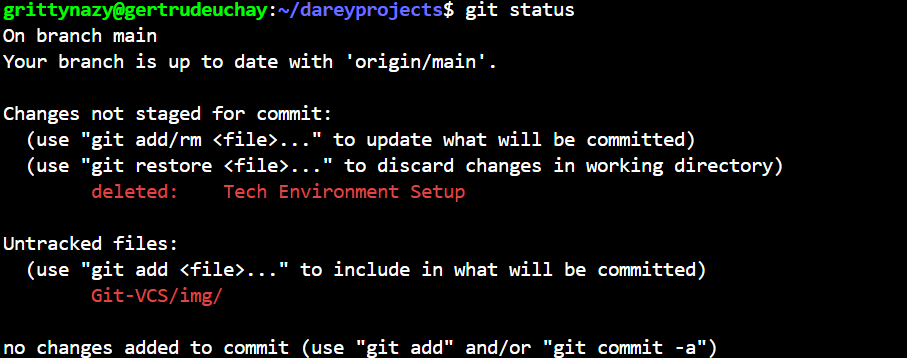 grittynazy@gertrudeuchay:~/dareyprojects$ git status
On branch main
Your branch is up to date with 'origin/main'.

Changes not staged for commit:
  (use "git add/rm <file>..." to update what will be committed)
  (use "git restore <file>..." to discard changes in working directory)
        deleted:    Tech Environment Setup

Untracked files:
  (use "git add <file>..." to include in what will be committed)
        Git-VCS/img/

no changes added to commit (use "git add" and/or "git commit -a")